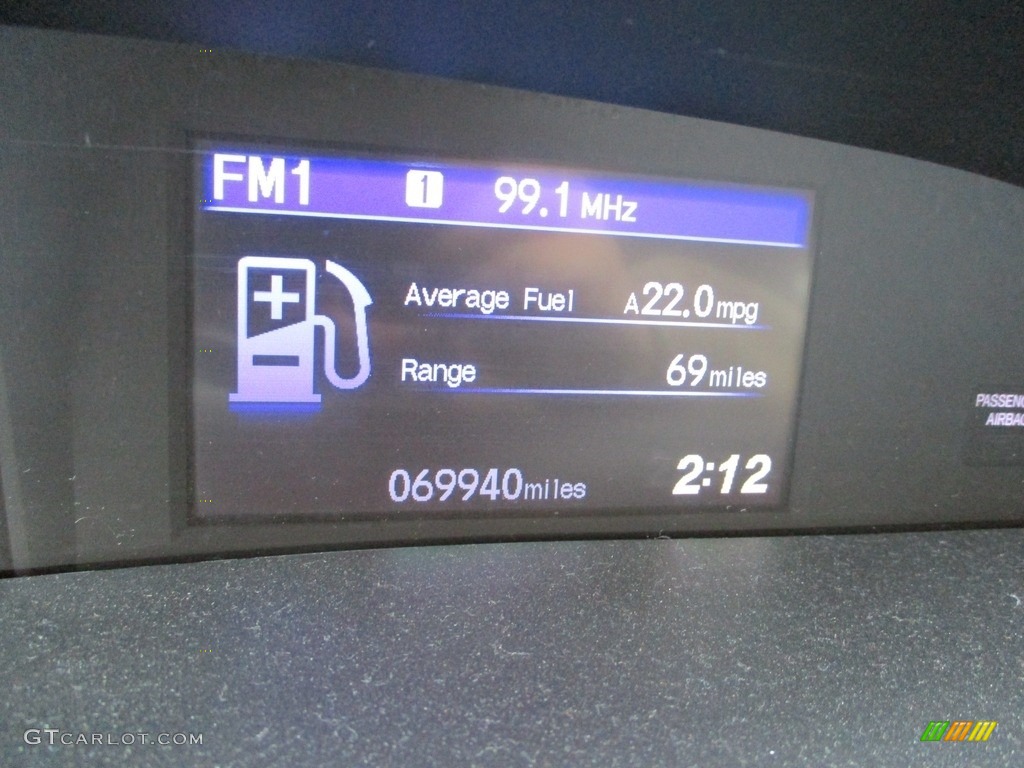 FM1 1 99.1 MHz
Average Fuel A22.0mpg
Range 69miles
PASSENG
AIRBAG
069940miles 2:12
GTcarlot.com